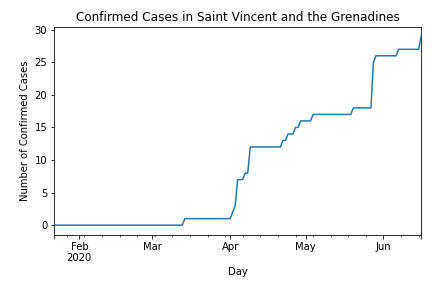 Confirmed Cases in Saint Vincent and the Grenadines
Number of Confirmed Cases
30
25
20
15
10
5
0
Feb Mar Apr May Jun
2020
Day